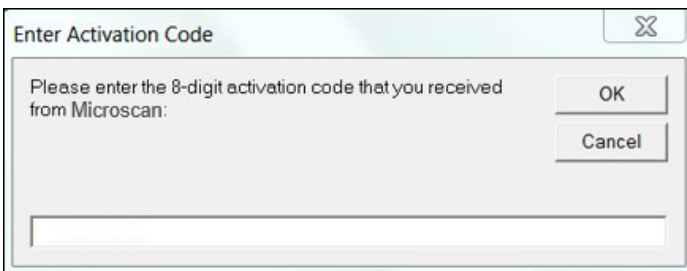 Enter Activation Code
Please enter the 8-digit activation code that you received
from Microscan:
OK
Cancel